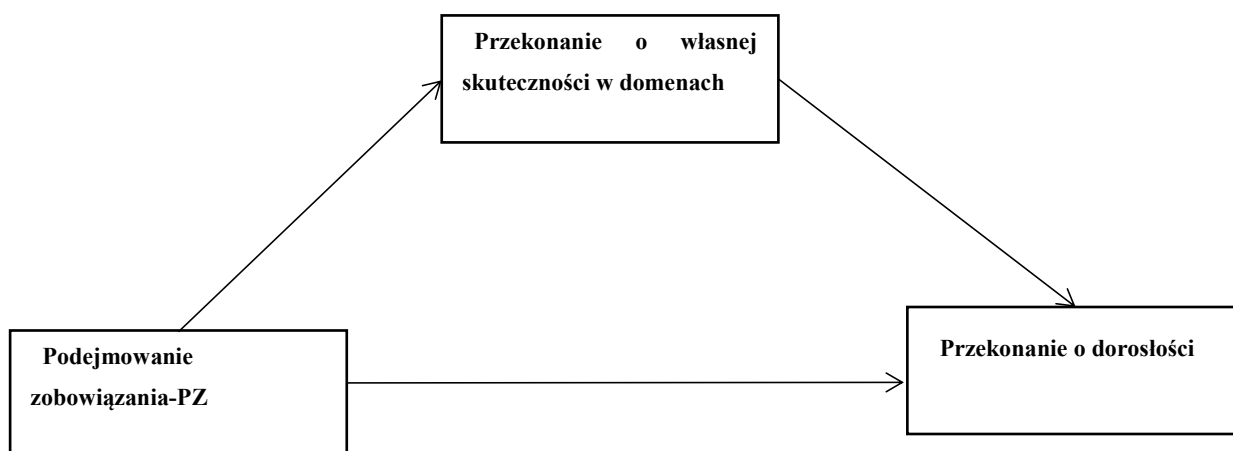 Przekonanie o własnej
skuteczności w domenach
Podejmowanie
zobowiązania-PZ
Przekonanie o dorosłości